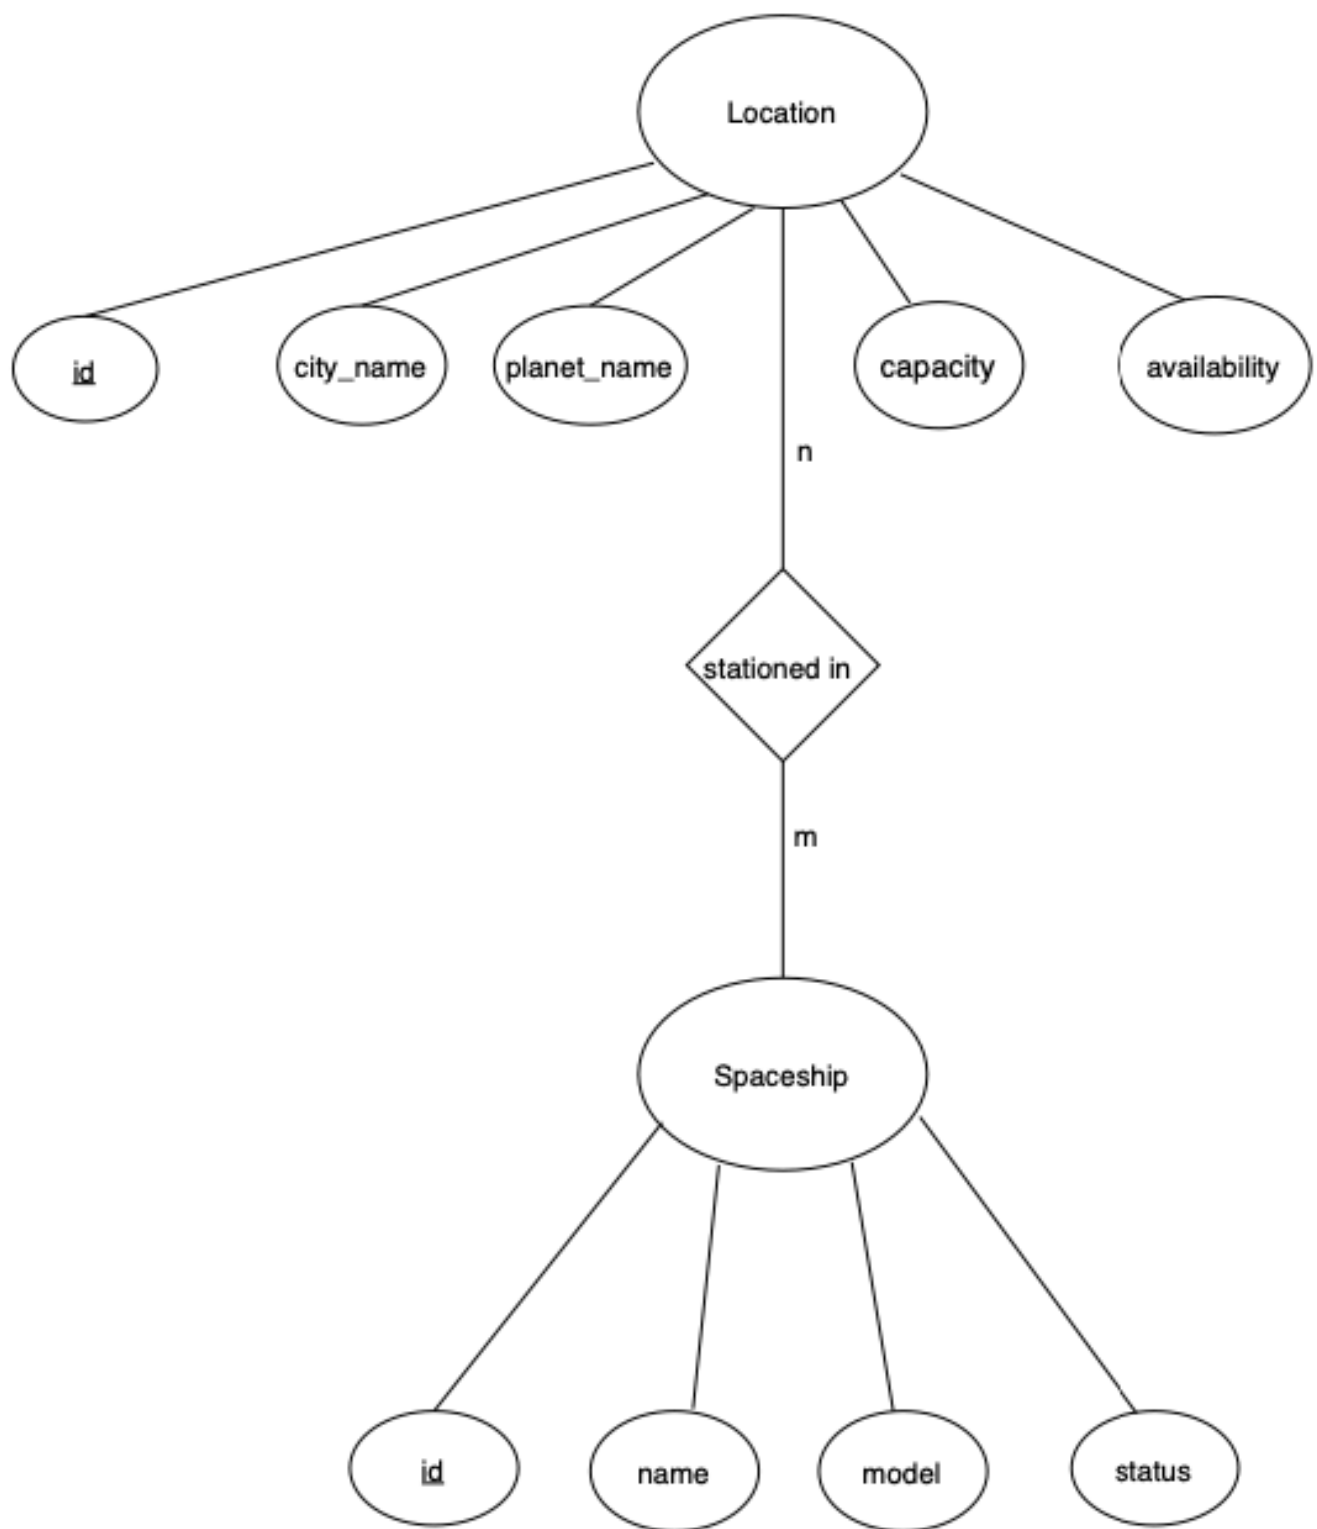 Location
id
city_name
planet_name
capacity
availability
n
stationed in
m
Spaceship
id
name
model
status